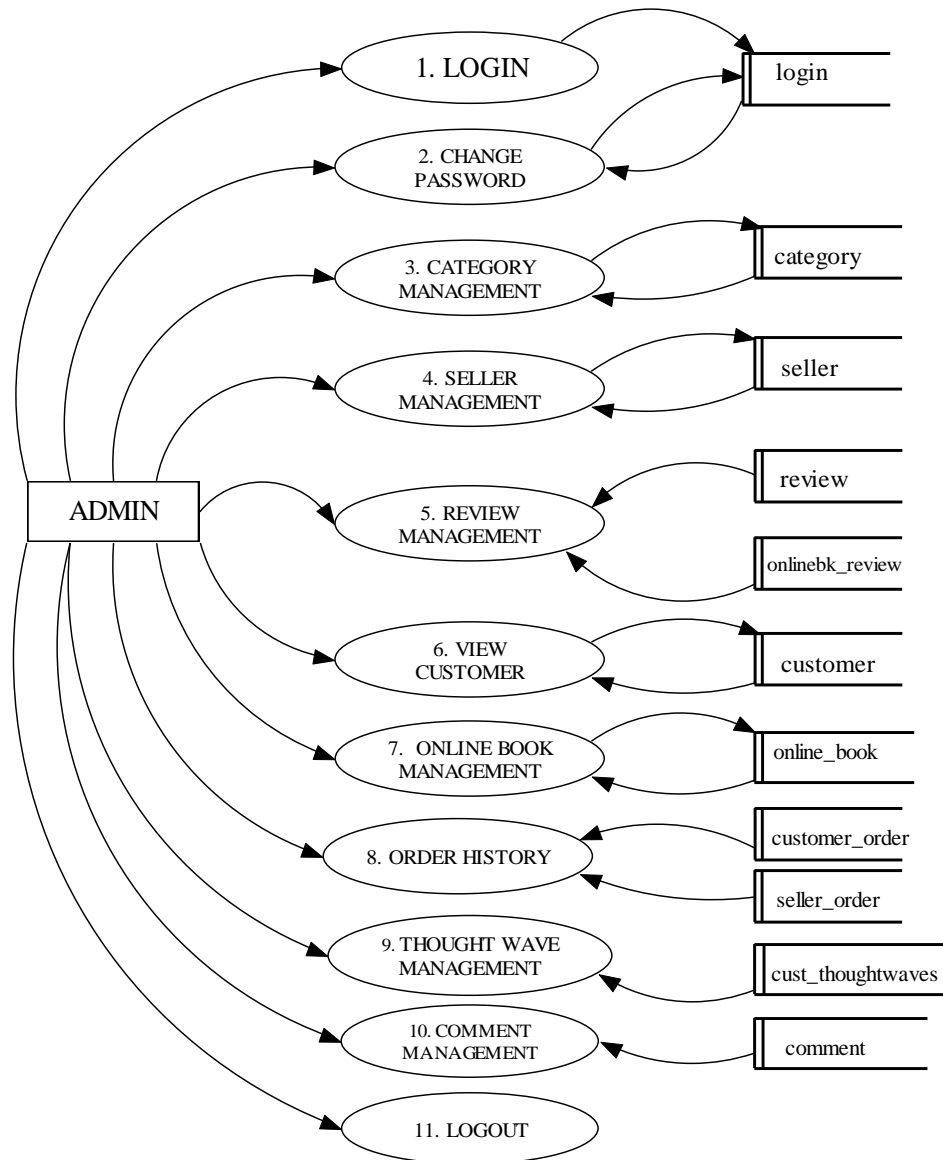 1. LOGIN
login
2. CHANGE
PASSWORD
3. CATEGORY
MANAGEMENT
category
4. SELLER
MANAGEMENT
seller
ADMIN
5. REVIEW
MANAGEMENT
review
onlinebk_review
6. VIEW
CUSTOMER
customer
7. ONLINE BOOK
MANAGEMENT
online_book
8. ORDER HISTORY
customer_order
seller_order
9. THOUGHT WAVE
MANAGEMENT
cust_thoughtwaves
10. COMMENT
MANAGEMENT
comment
11. LOGOUT